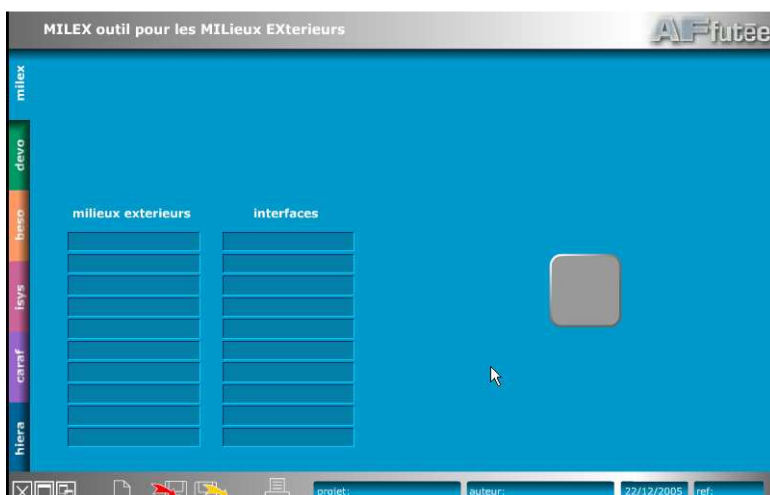 MILEX outil pour les MILieux EXterieurs
AFfutēe
milex
devo
beso
isys
caraf
hiera
milieux exterieurs
interfaces
projet:
auteur:
22/12/2005
ref: